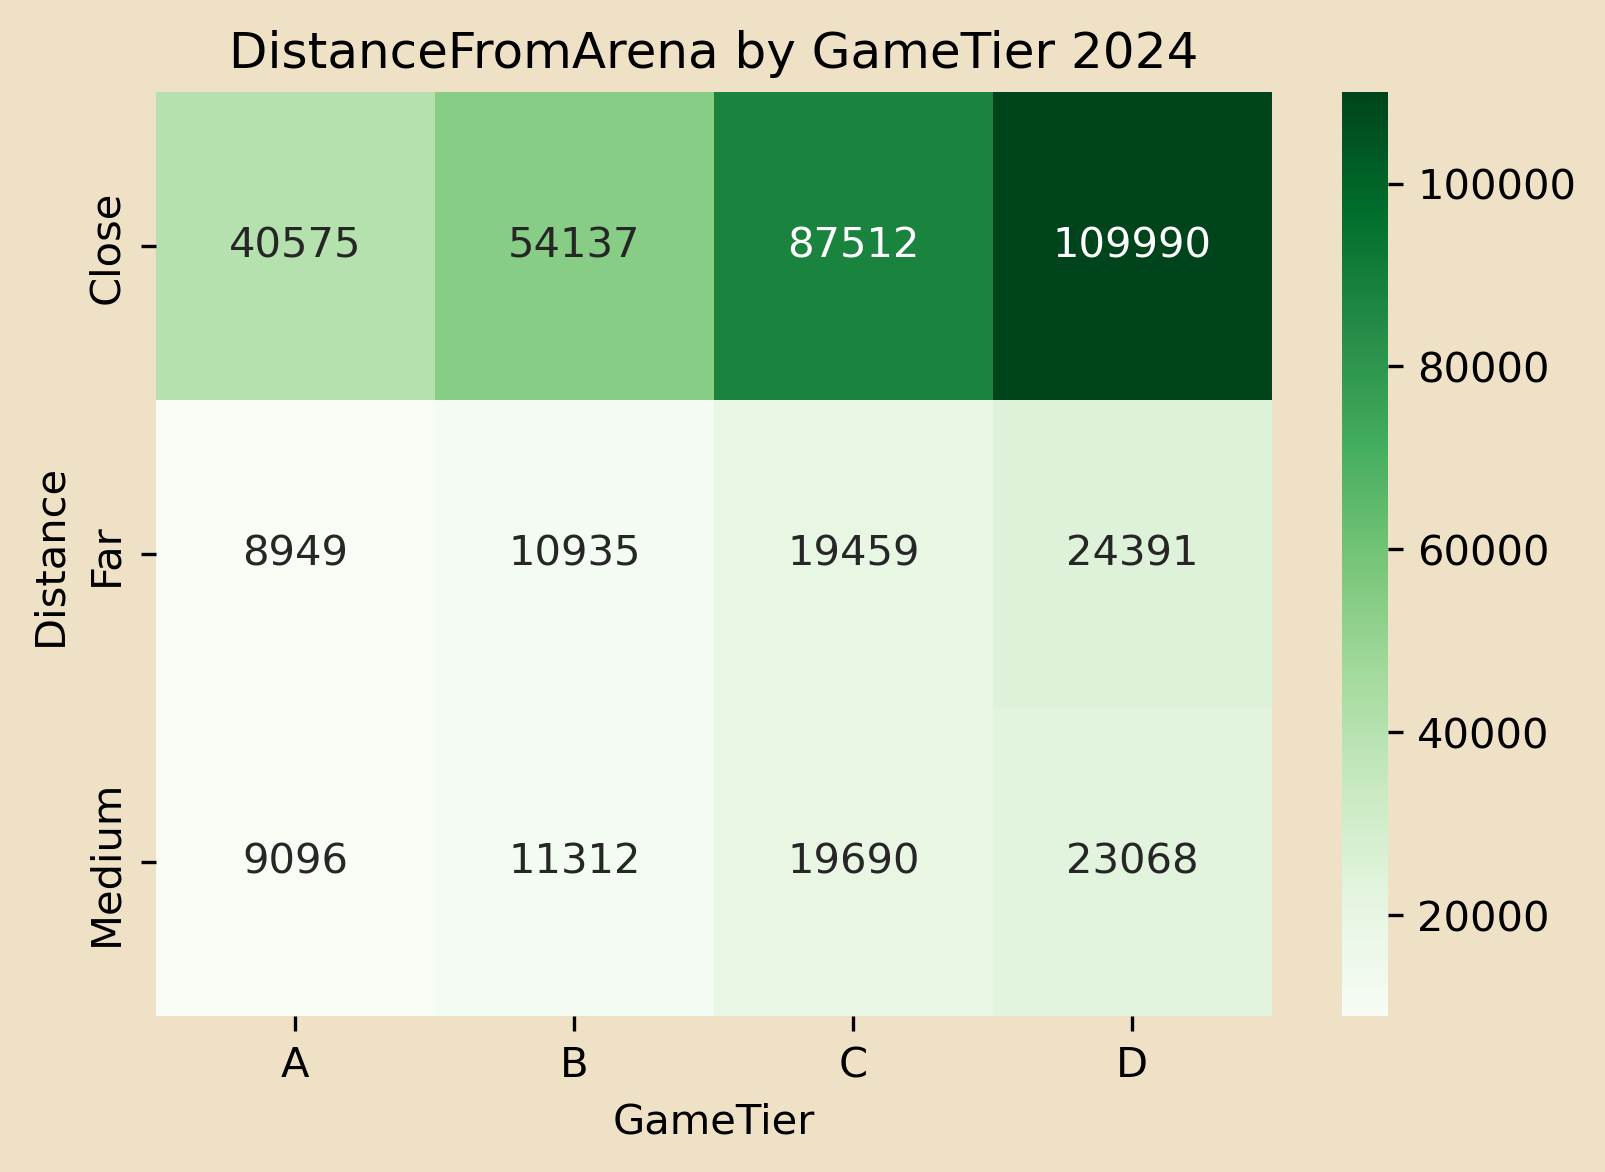 DistanceFromArena by GameTier 2024
Close
40575 54137 87512 109990
Far
8949 10935 19459 24391
Medium
9096 11312 19690 23068
Distance
A B C D
GameTier
100000
80000
60000
40000
20000